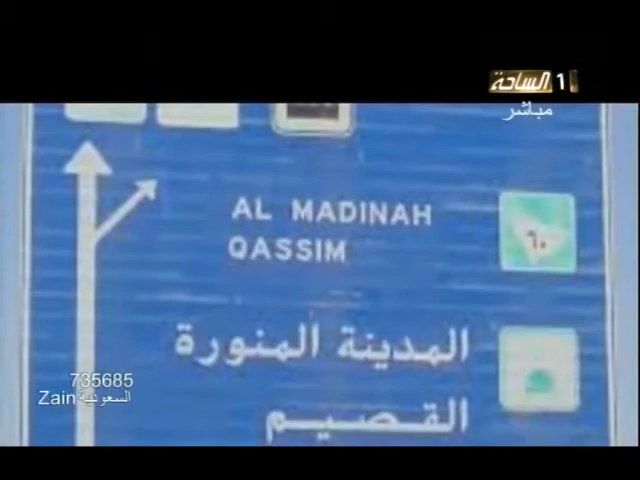 الساحة 1
مباشر
AL MADINAH
QASSIM
٦٠
المدينة المنورة
القصيم
735685
Zain السعودية